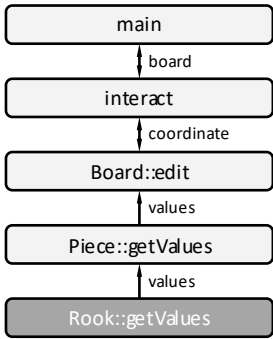 main
board
interact
coordinate
Board::edit
values
Piece::getValues
values
Rook::getValues